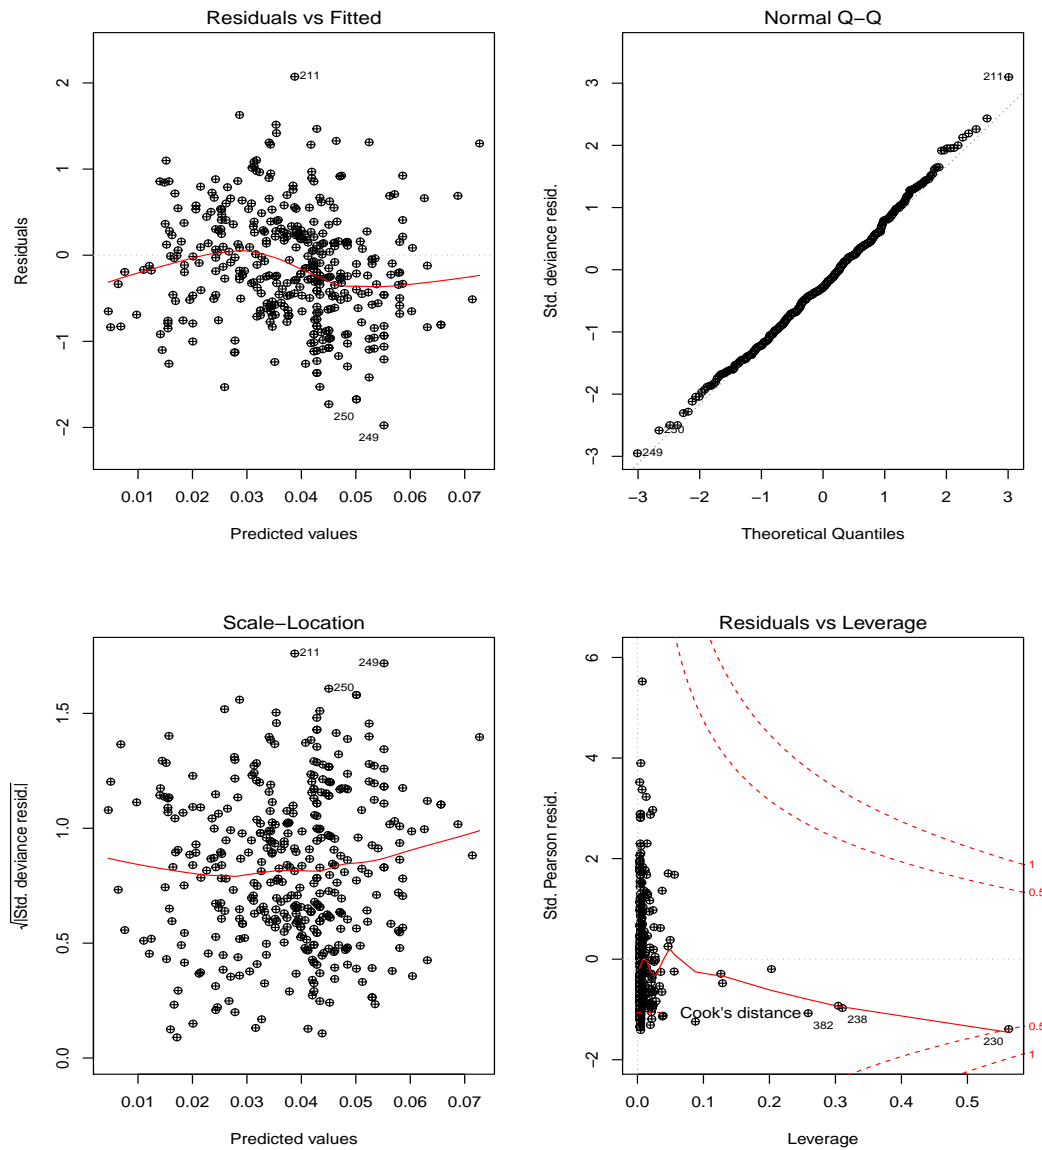 Residuals vs Fitted
2
1
0
−1
−2
Residuals
211
250
249
0.01 0.02 0.03 0.04 0.05 0.06 0.07
Predicted values
Normal Q−Q
3
2
1
0
−1
−2
−3
Std. deviance resid.
211
250
249
−3 −2 −1 0 1 2 3
Theoretical Quantiles
Scale−Location
1.5
1.0
0.5
0.0
√|Std. deviance resid.|
211
249
250
0.01 0.02 0.03 0.04 0.05 0.06 0.07
Predicted values
Residuals vs Leverage
6
4
2
0
−2
Std. Pearson resid.
1
0.5
0.5
1
Cook's distance
382
238
230
0.0 0.1 0.2 0.3 0.4 0.5
Leverage